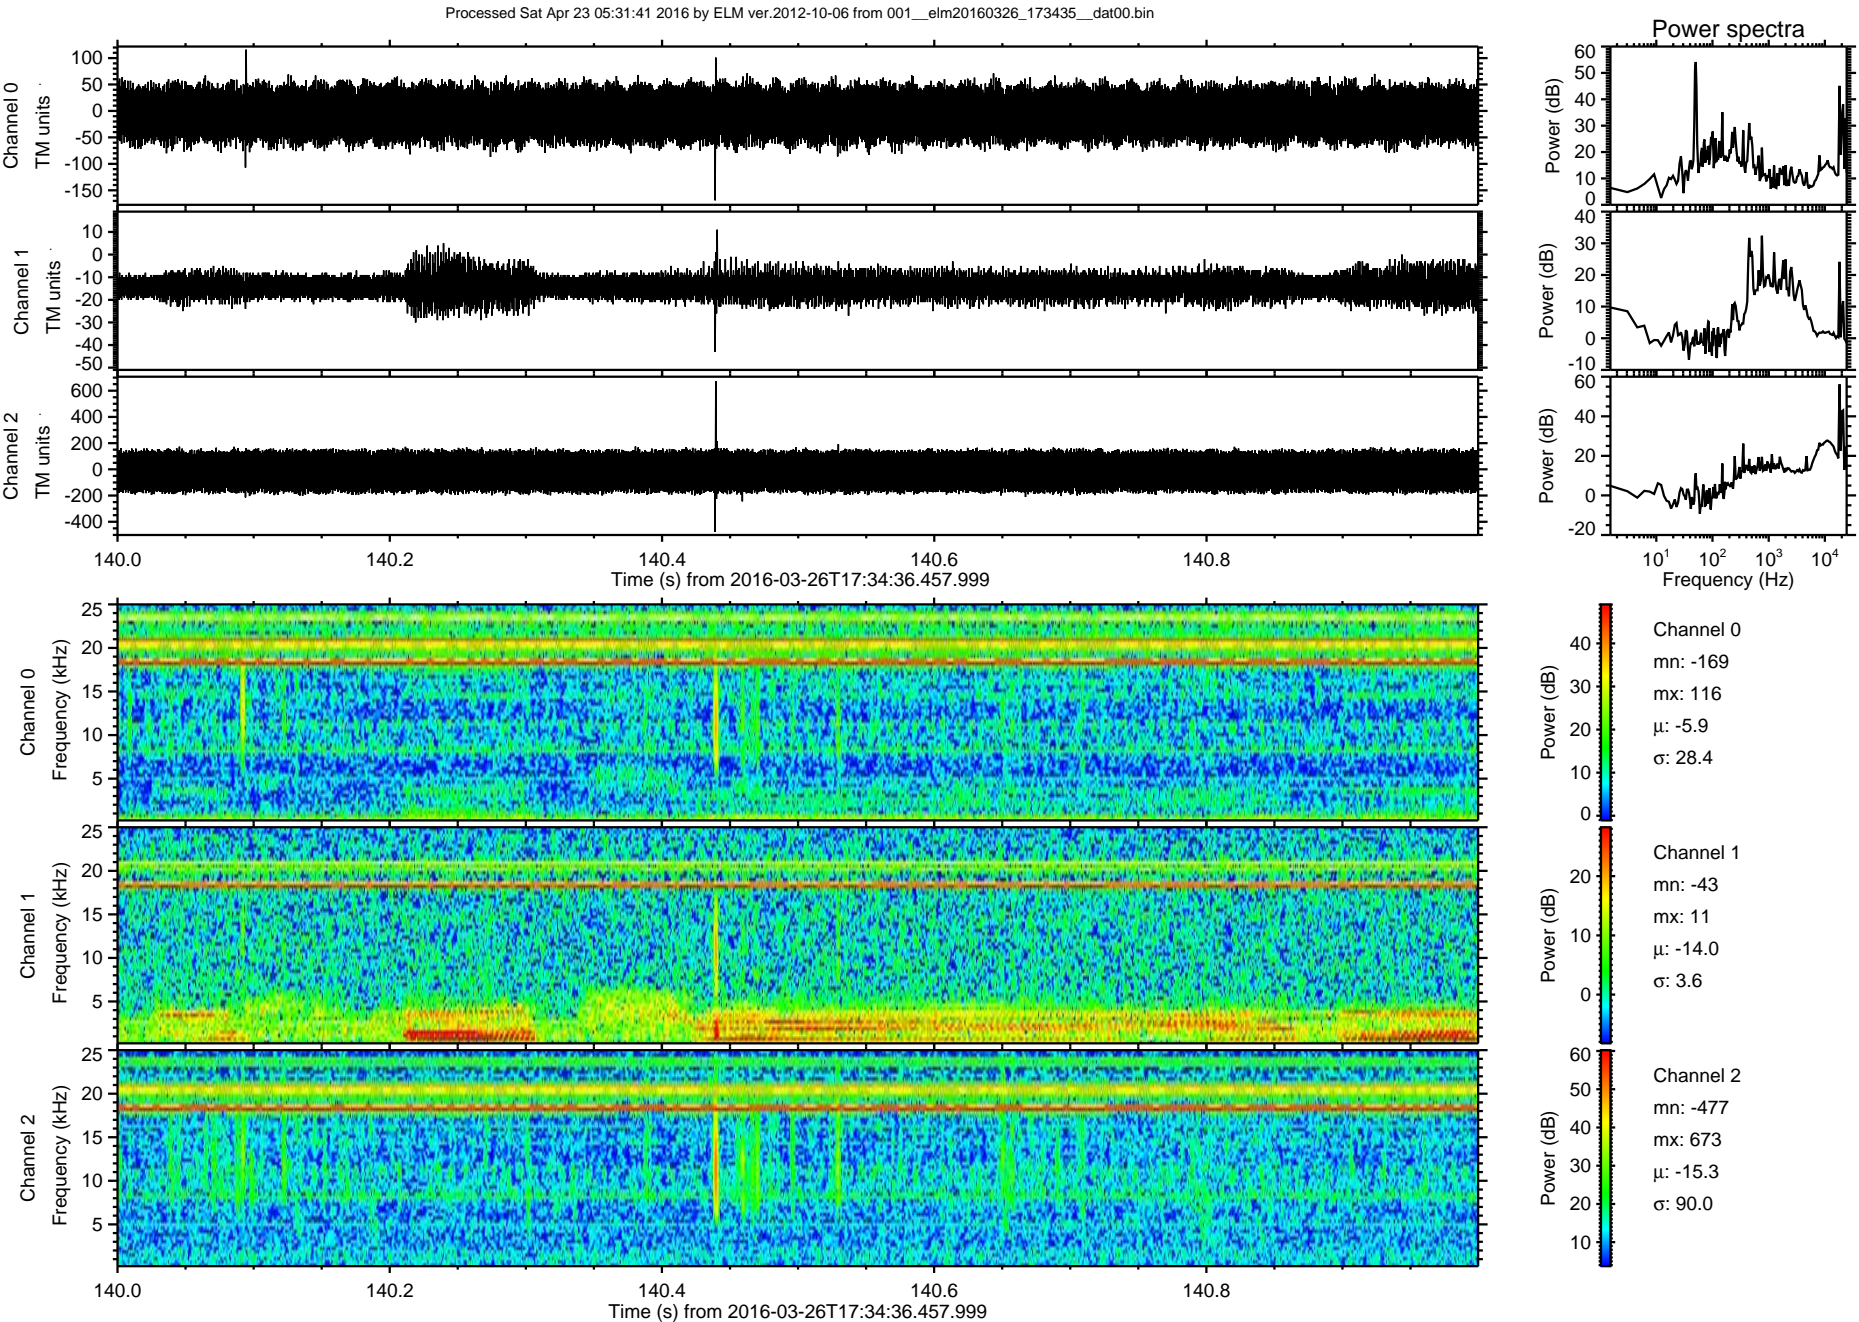 Processed Sat Apr 23 05:31:41 2016 by ELM ver.2012-10-06 from 001__elm20160326_173435__dat00.bin
Power spectra
Channel 0
TM units
100
50
0
-50
-100
-150
Power (dB)
60
50
40
30
20
10
0
Channel 1
TM units
10
0
-10
-20
-30
-40
-50
Power (dB)
40
30
20
10
0
-10
Channel 2
TM units
600
400
200
0
-200
-400
Power (dB)
60
40
20
0
-20
140.0 140.2 140.4 140.6 140.8
Time (s) from 2016-03-26T17:34:36.457.999
10¹ 10² 10³ 10⁴
Frequency (Hz)
Channel 0
Frequency (kHz)
25
20
15
10
5
Power (dB)
40
30
20
10
0
Channel 0
mn: -169
mx: 116
μ: -5.9
σ: 28.4
Channel 1
Frequency (kHz)
25
20
15
10
5
Power (dB)
20
10
0
Channel 1
mn: -43
mx: 11
μ: -14.0
σ: 3.6
Channel 2
Frequency (kHz)
25
20
15
10
5
Power (dB)
60
50
40
30
20
10
Channel 2
mn: -477
mx: 673
μ: -15.3
σ: 90.0
140.0 140.2 140.4 140.6 140.8
Time (s) from 2016-03-26T17:34:36.457.999